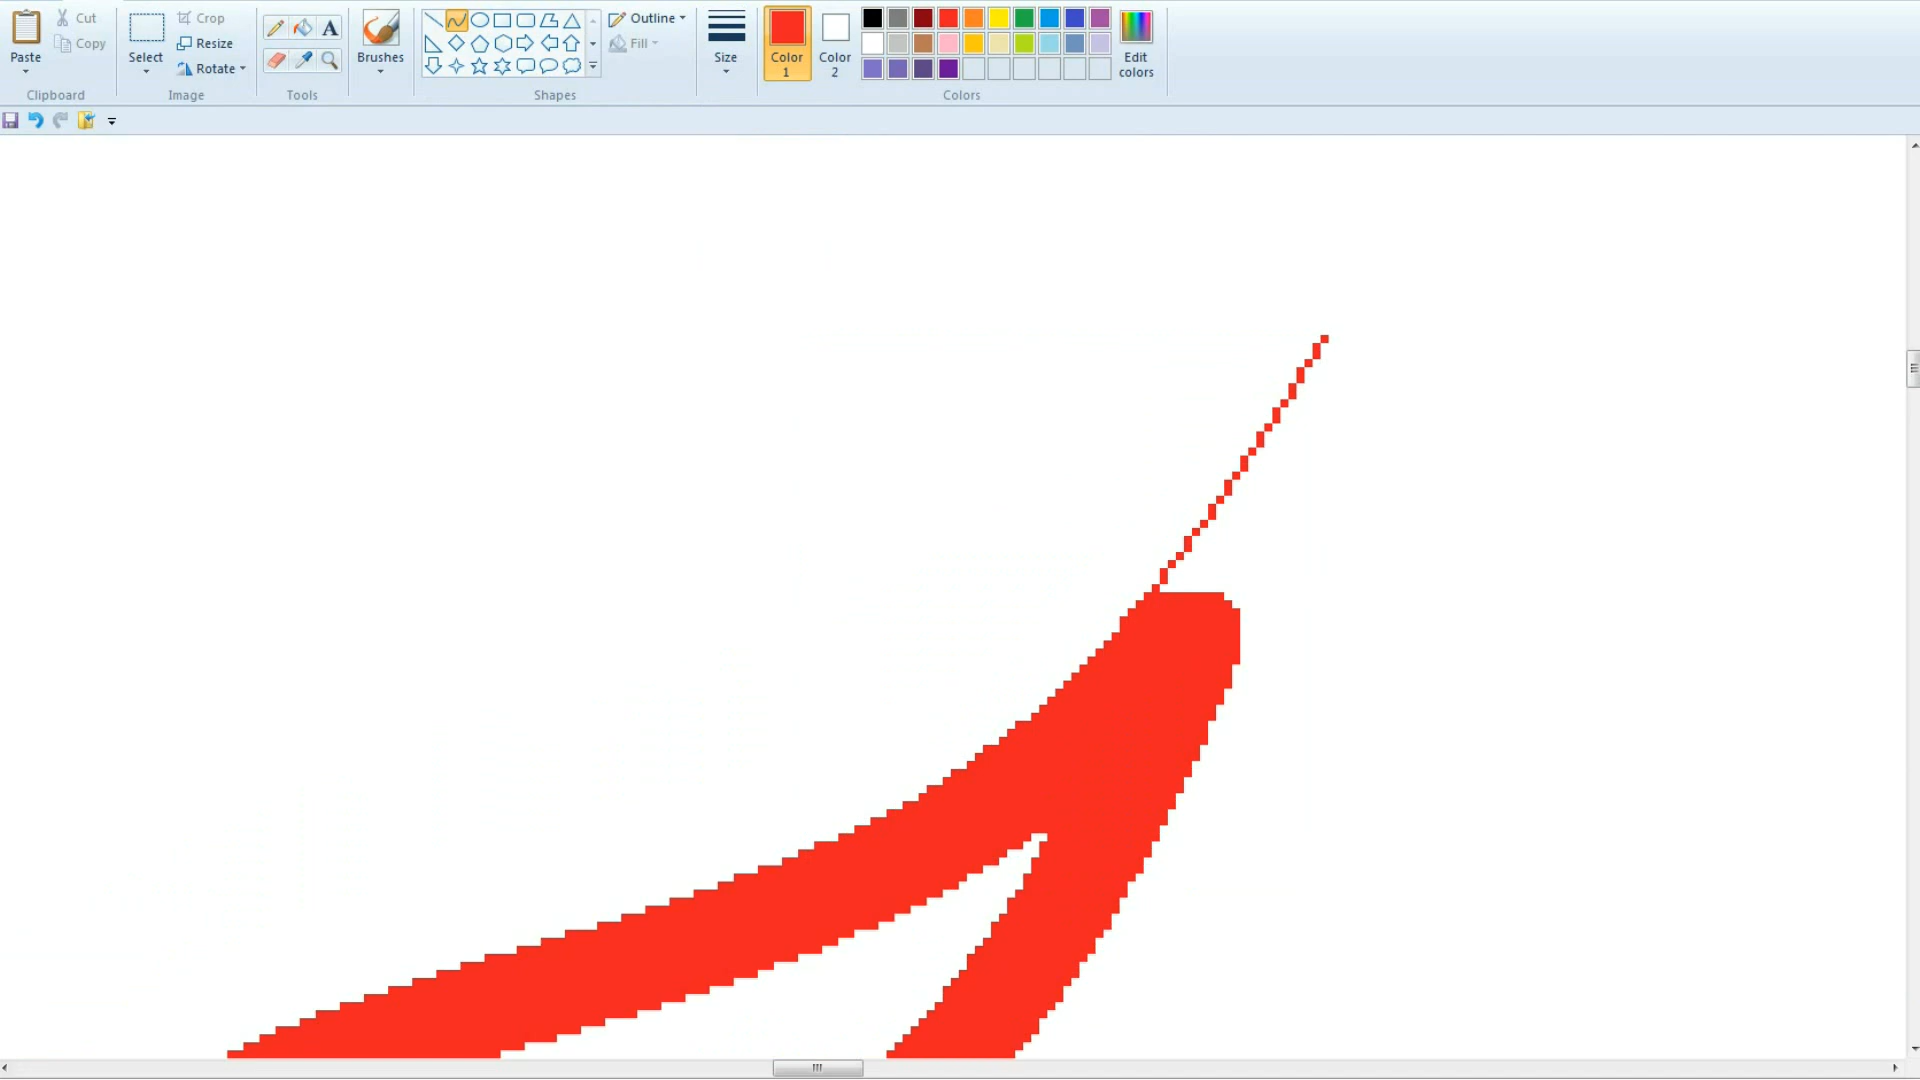 Paste
Cut
Copy
Clipboard
Select
Crop
Resize
Rotate
Image
A
Tools
Brushes
Shapes
Outline
Fill
Size
Color
1
Color
2
Colors
Edit
colors